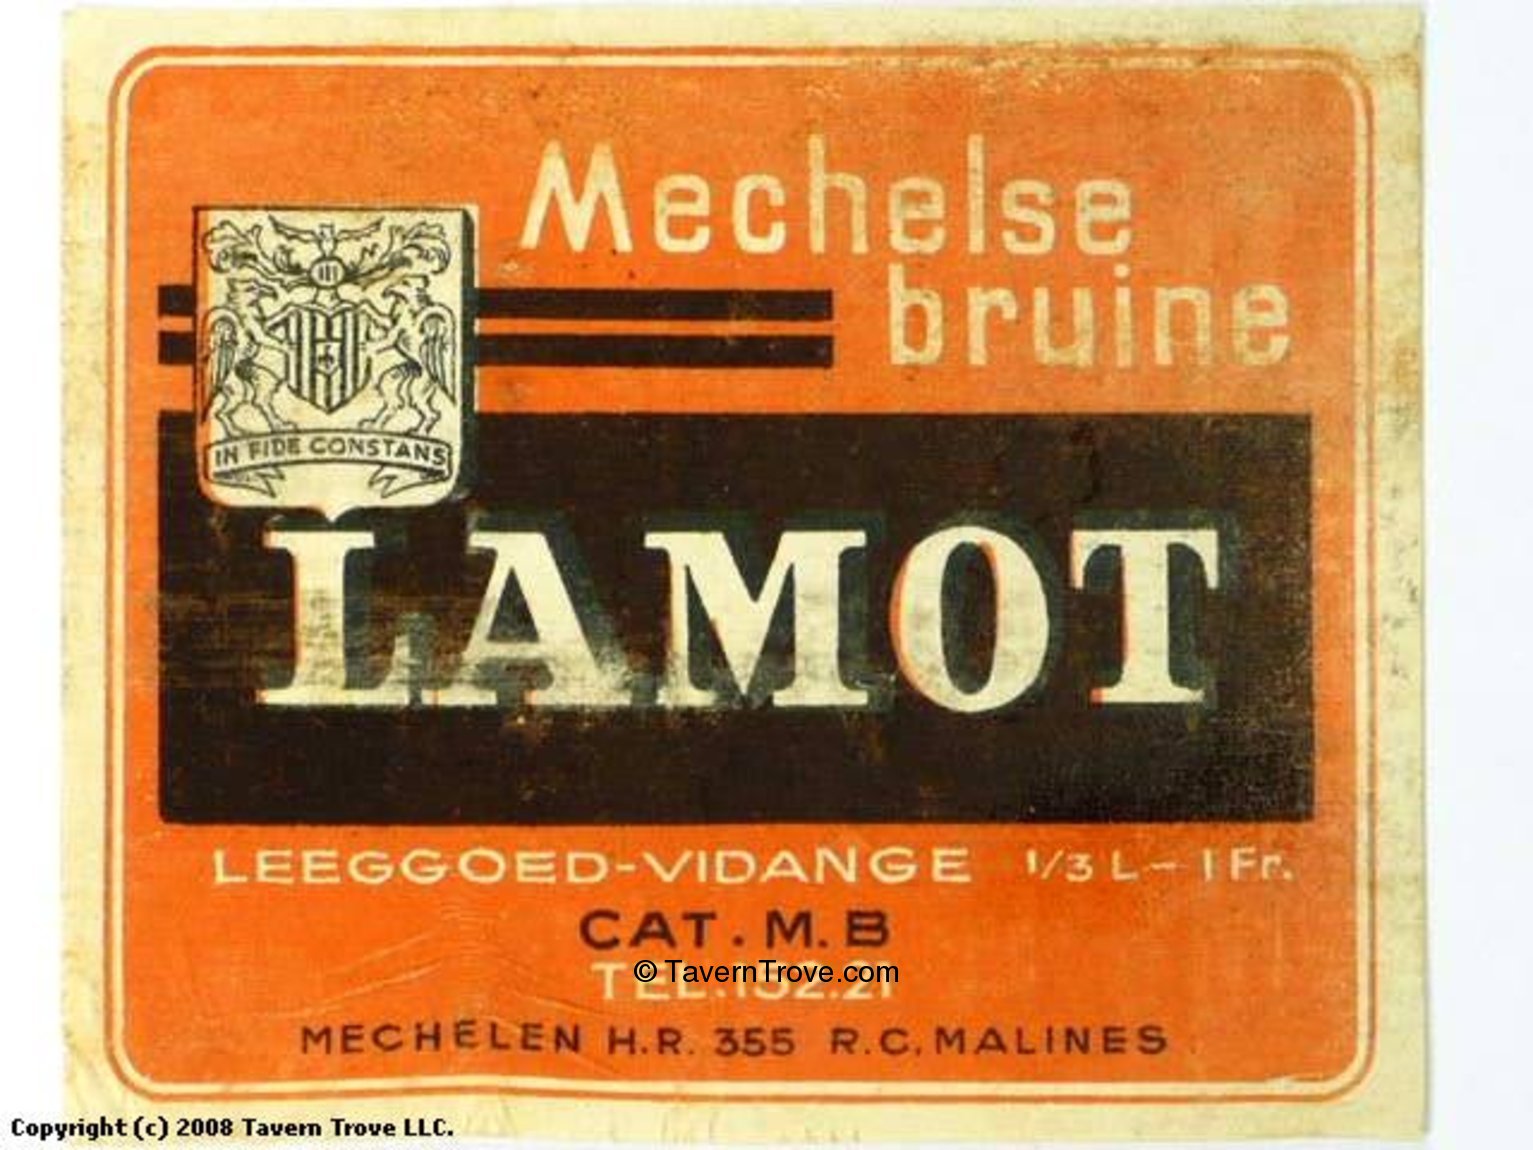 Mechelse
bruine
IN FIDE CONSTANS
LAMOT
LEEGGOED-VIDANGE 1/3 L - 1 Fr.
CAT. M. B
© TavernTrove.com
TEL.
MECHELEN H.R. 355 R.C. MALINES
Copyright (c) 2008 Tavern Trove LLC.